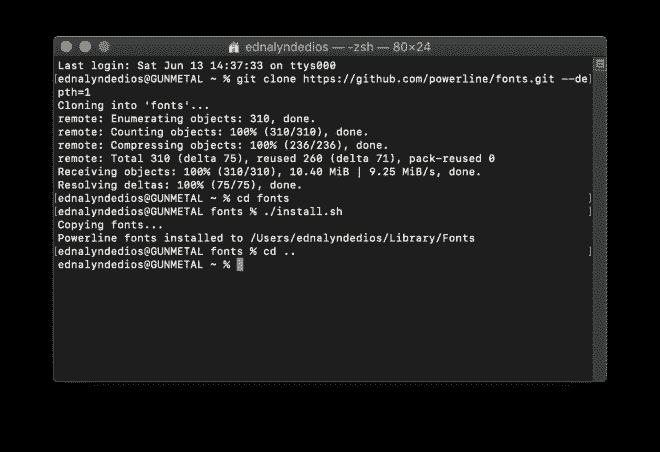 ednalyndedios — -zsh — 80×24
Last login: Sat Jun 13 14:37:33 on ttys000
[ednalyndedios@GUNMETAL ~ % git clone https://github.com/powerline/fonts.git --de]
pth=1
Cloning into 'fonts'...
remote: Enumerating objects: 310, done.
remote: Counting objects: 100% (310/310), done.
remote: Compressing objects: 100% (236/236), done.
remote: Total 310 (delta 75), reused 260 (delta 71), pack-reused 0
Receiving objects: 100% (310/310), 10.40 MiB | 9.25 MiB/s, done.
Resolving deltas: 100% (75/75), done.
[ednalyndedios@GUNMETAL ~ % cd fonts ]
[ednalyndedios@GUNMETAL fonts % ./install.sh ]
Copying fonts...
Powerline fonts installed to /Users/ednalyndedios/Library/Fonts
[ednalyndedios@GUNMETAL fonts % cd .. ]
ednalyndedios@GUNMETAL ~ %